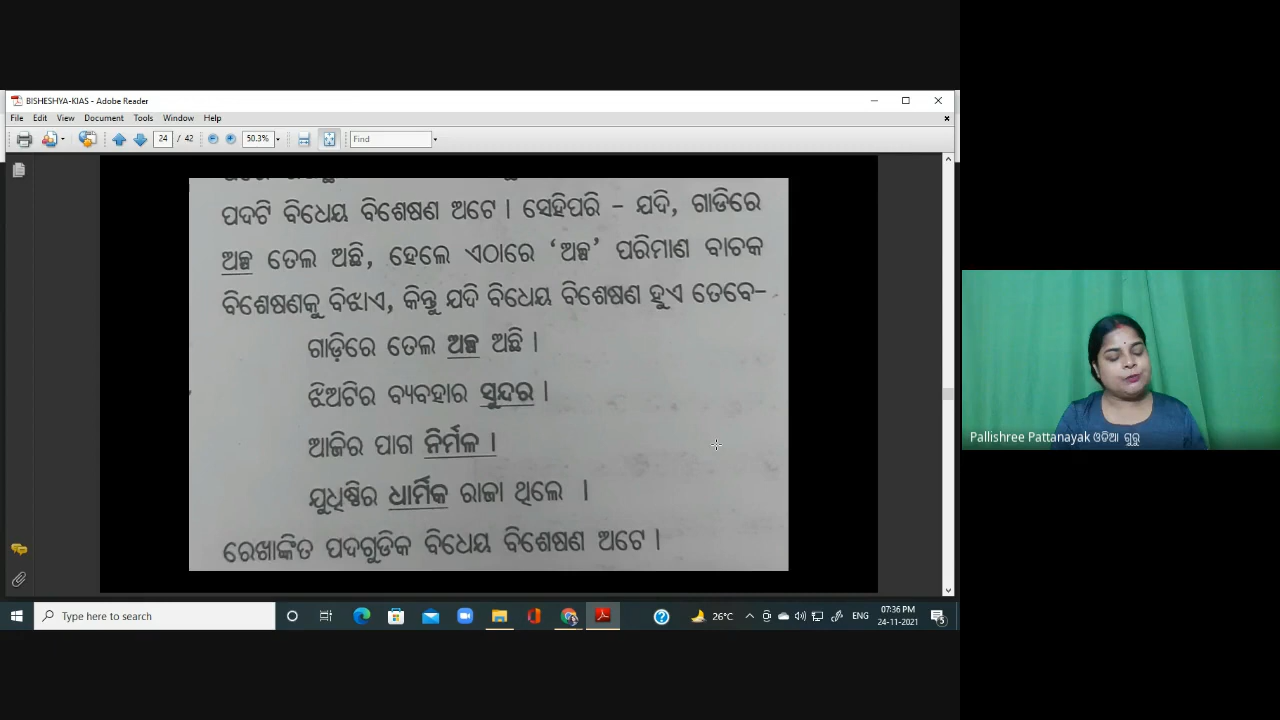 BISHESHYA-KIAS - Adobe Reader
File Edit View Document Tools Window Help
24 / 42 50.3% Find
ପଦଟି ବିଧେୟ ବିଶେଷଣ ଅଟେ । ସେହିପରି - ଯଦି, ଗାଡିରେ
ଅଳ୍ପ ତେଲ ଅଛି, ହେଲେ ଏଠାରେ ‘ଅଳ୍ପ’ ପରିମାଣ ବାଚକ
ବିଶେଷଣକୁ ବିଝାଏ, କିନ୍ତୁ ଯଦି ବିଧେୟ ବିଶେଷଣ ହୁଏ ତେବେ-
ଗାଡ଼ିରେ ତେଲ ଅଳ୍ପ ଅଛି ।
ଝିଅଟିର ବ୍ୟବହାର ସୁନ୍ଦର ।
ଆଜିର ପାଗ ନିର୍ମଳ ।
ଯୁଧିଷ୍ଠିର ଧାର୍ମିକ ରାଜା ଥିଲେ ।
ରେଖାଙ୍କିତ ପଦଗୁଡିକ ବିଧେୟ ବିଶେଷଣ ଅଟେ ।
Pallishree Pattanayak ଓଡିଆ ଗୁରୁ
Type here to search
26°C ENG 07:36 PM
24-11-2021 5